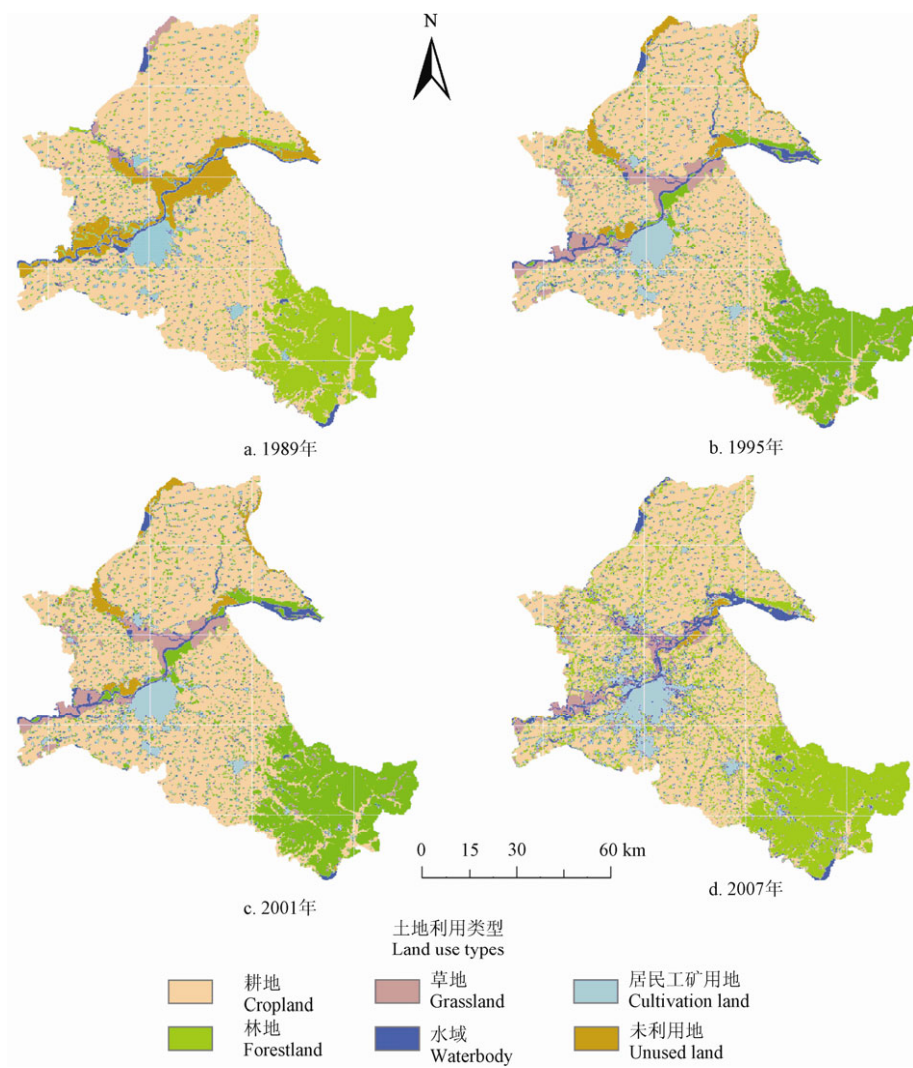 N
a. 1989年
b. 1995年
c. 2001年
0 15 30 60 km
d. 2007年
土地利用类型
Land use types
耕地
Cropland
草地
Grassland
居民工矿用地
Cultivation land
林地
Forestland
水域
Waterbody
未利用地
Unused land